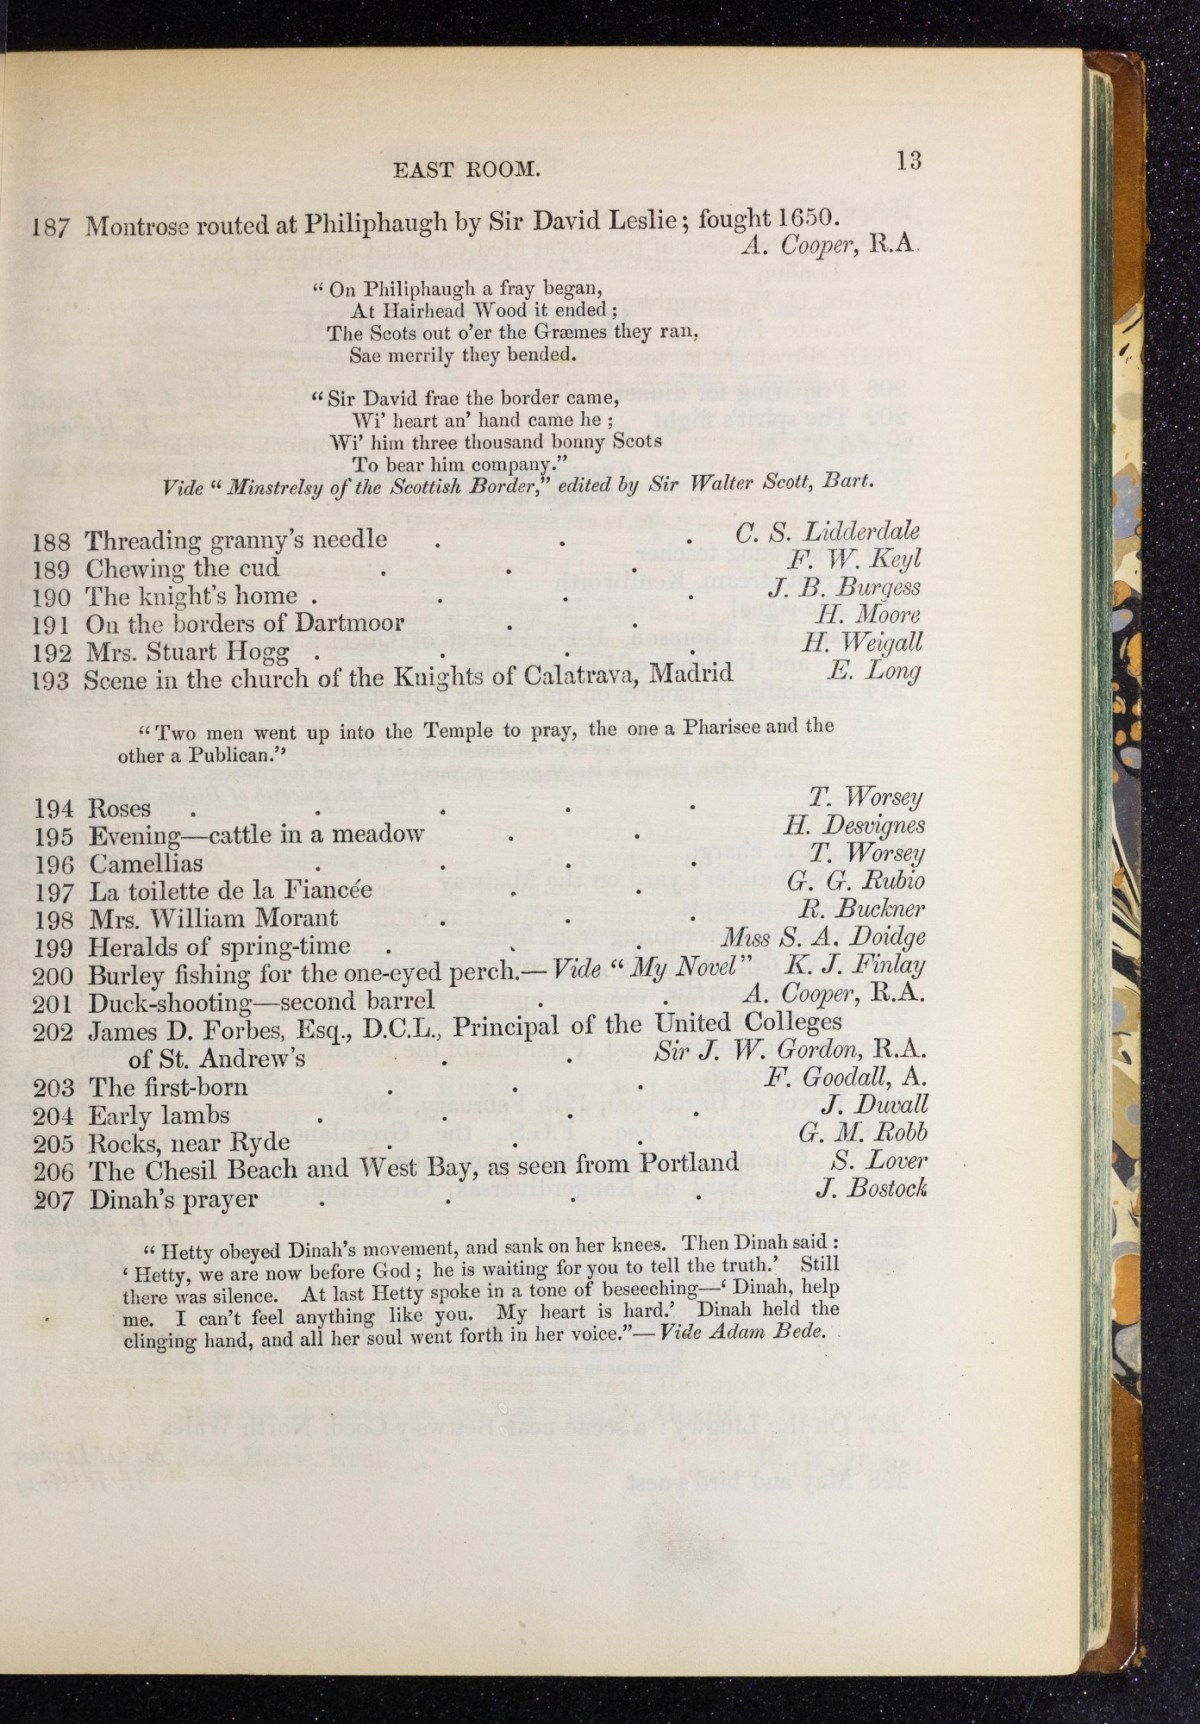 EAST ROOM.
13
187 Montrose routed at Philiphaugh by Sir David Leslie; fought 1650.
A. Cooper, R.A.
“On Philiphaugh a fray began,
At Hairhead Wood it ended;
The Scots out o’er the Græmes they ran,
Sae merrily they bended.
“Sir David frae the border came,
Wi’ heart an’ hand came he;
Wi’ him three thousand bonny Scots
To bear him company.”
Vide “Minstrelsy of the Scottish Border,” edited by Sir Walter Scott, Bart.
188 Threading granny’s needle . . . C. S. Lidderdale
189 Chewing the cud . . . F. W. Keyl
190 The knight’s home . . . . J. B. Burgess
191 On the borders of Dartmoor . . H. Moore
192 Mrs. Stuart Hogg . . . . H. Weigall
193 Scene in the church of the Knights of Calatrava, Madrid E. Long
“Two men went up into the Temple to pray, the one a Pharisee and the
other a Publican.”
194 Roses . . . . . T. Worsey
195 Evening—cattle in a meadow . . H. Desvignes
196 Camellias . . . . T. Worsey
197 La toilette de la Fiancée . . G. G. Rubio
198 Mrs. William Morant . . . R. Buckner
199 Heralds of spring-time . . . Miss S. A. Doidge
200 Burley fishing for the one-eyed perch.—Vide “My Novel” K. J. Finlay
201 Duck-shooting—second barrel . . A. Cooper, R.A.
202 James D. Forbes, Esq., D.C.L., Principal of the United Colleges
of St. Andrew’s . . Sir J. W. Gordon, R.A.
203 The first-born . . . F. Goodall, A.
204 Early lambs . . . . J. Duvall
205 Rocks, near Ryde . . . G. M. Robb
206 The Chesil Beach and West Bay, as seen from Portland S. Lover
207 Dinah’s prayer . . . . J. Bostock
“Hetty obeyed Dinah’s movement, and sank on her knees. Then Dinah said:
‘Hetty, we are now before God; he is waiting for you to tell the truth.’ Still
there was silence. At last Hetty spoke in a tone of beseeching—‘Dinah, help
me. I can’t feel anything like you. My heart is hard.’ Dinah held the
clinging hand, and all her soul went forth in her voice.”—Vide Adam Bede.